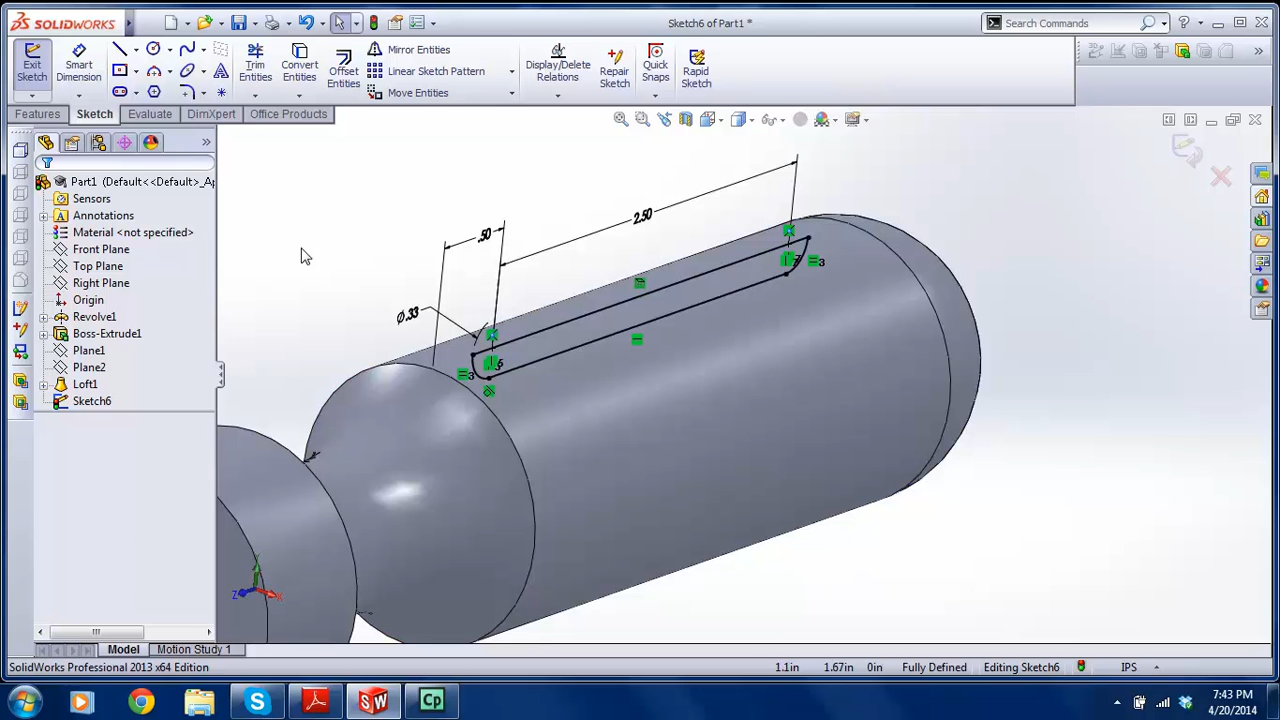 SOLIDWORKS
Sketch6 of Part1 *
Search Commands
Exit Sketch
Smart Dimension
Trim Entities
Convert Entities
Offset Entities
Mirror Entities
Linear Sketch Pattern
Move Entities
Display/Delete Relations
Repair Sketch
Quick Snaps
Rapid Sketch
Features
Sketch
Evaluate
DimXpert
Office Products
Part1 (Default<<Default>_Ap
Sensors
Annotations
Material <not specified>
Front Plane
Top Plane
Right Plane
Origin
Revolve1
Boss-Extrude1
Plane1
Plane2
Loft1
Sketch6
2.50
.50
Ø.33
3
3
Y
Z
X
Model
Motion Study 1
SolidWorks Professional 2013 x64 Edition
1.1in
1.67in
0in
Fully Defined
Editing Sketch6
IPS
Cp
7:43 PM
4/20/2014